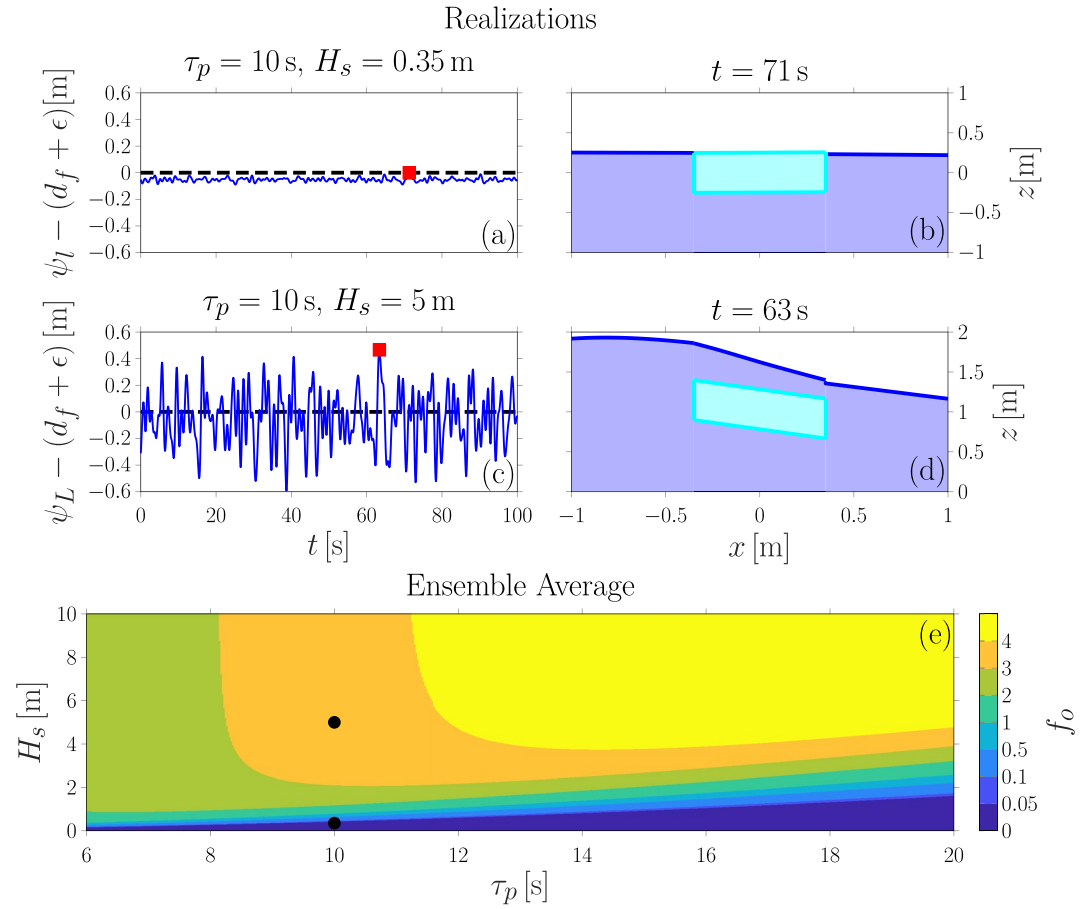 Realizations
τ_p = 10 s, H_s = 0.35 m
t = 71 s
ψ_l − (d_f + ϵ)[m]
0.6
0.4
0.2
0
−0.2
−0.4
−0.6
(a)
(b)
1
0.5
0
−0.5
−1
z[m]
τ_p = 10 s, H_s = 5 m
t = 63 s
ψ_L − (d_f + ϵ) [m]
0.6
0.4
0.2
0
−0.2
−0.4
−0.6
(c)
0 20 40 60 80 100
t [s]
(d)
2
1.5
1
0.5
0
z [m]
−1 −0.5 0 0.5 1
x [m]
Ensemble Average
H_s [m]
10
8
6
4
2
0
(e)
6 8 10 12 14 16 18 20
τ_p [s]
4
3
2
1
0.5
0.1
0.05
0
f_o